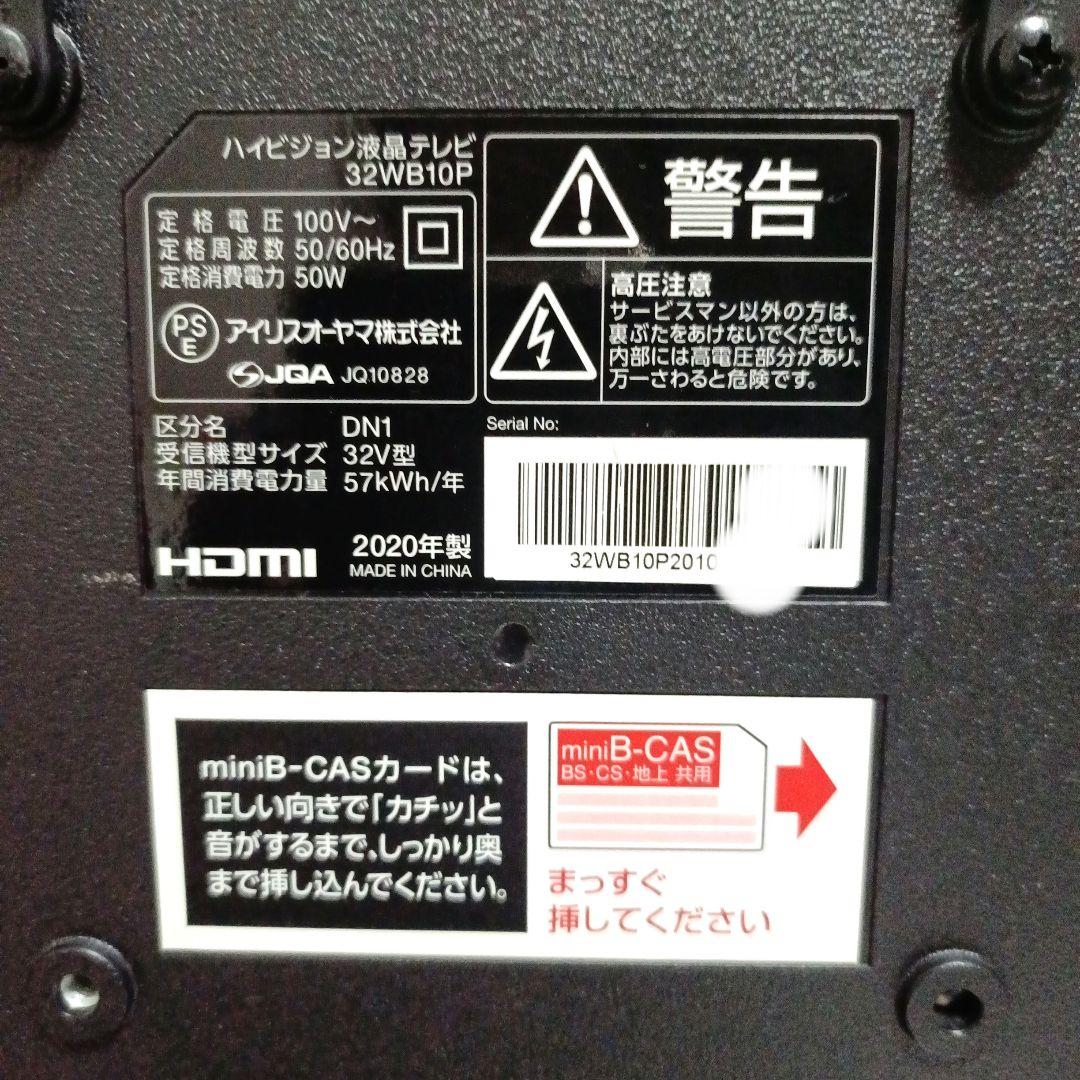 ハイビジョン液晶テレビ
32WB10P
定格電圧 100V～
定格周波数 50/60Hz
定格消費電力 50W
PSE
アイリスオーヤマ株式会社
JQA JQ10828
区分名 DN1
受信機型サイズ 32V型
年間消費電力量 57kWh/年
HDMI
2020年製
MADE IN CHINA
警告
高圧注意
サービスマン以外の方は、
裏ぶたをあけないでください。
内部には高電圧部分があり、
万一さわると危険です。
Serial No:
32WB10P2010
miniB-CASカードは、
正しい向きで「カチッ」と
音がするまで、しっかり奥
まで挿し込んでください。
miniB-CAS
BS・CS・地上 共用
まっすぐ
挿してください